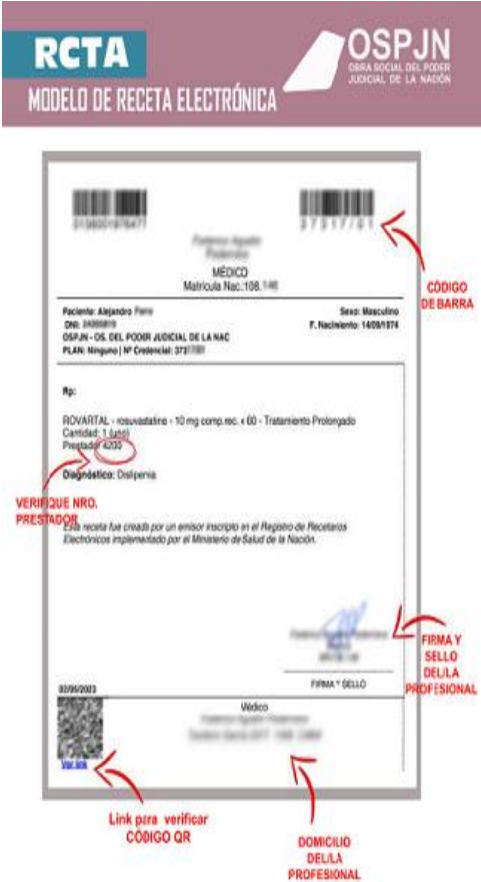 RCTA
OSPJN
OBRA SOCIAL DEL PODER
JUDICIAL DE LA NACIÓN
MODELO DE RECETA ELECTRÓNICA
37317/01
CÓDIGO
DE BARRA
MÉDICO
Matrícula Nac.:108.
Paciente: Alejandro
Sexo: Masculino
DNI:
F. Nacimiento: 14/09/1974
OSPJN - OS. DEL PODER JUDICIAL DE LA NAC
PLAN: Ninguno | Nº Credencial: 373
Rp:
ROVARTAL - rosuvastatina - 10 mg comp.rec. x 60 - Tratamiento Prolongado
Cantidad: 1 (uno)
Prestador 4200
Diagnóstico: Dislipenia
VERIFIQUE NRO.
PRESTADOR
Esta receta fue creada por un emisor inscripto en el Registro de Recetarios
Electrónicos implementado por el Ministerio de Salud de la Nación.
FIRMA Y
SELLO
DEL/LA
PROFESIONAL
FIRMA Y SELLO
02/05/2023
Médico
Ver link
Link para verificar
CÓDIGO QR
DOMICILIO
DEL/LA
PROFESIONAL